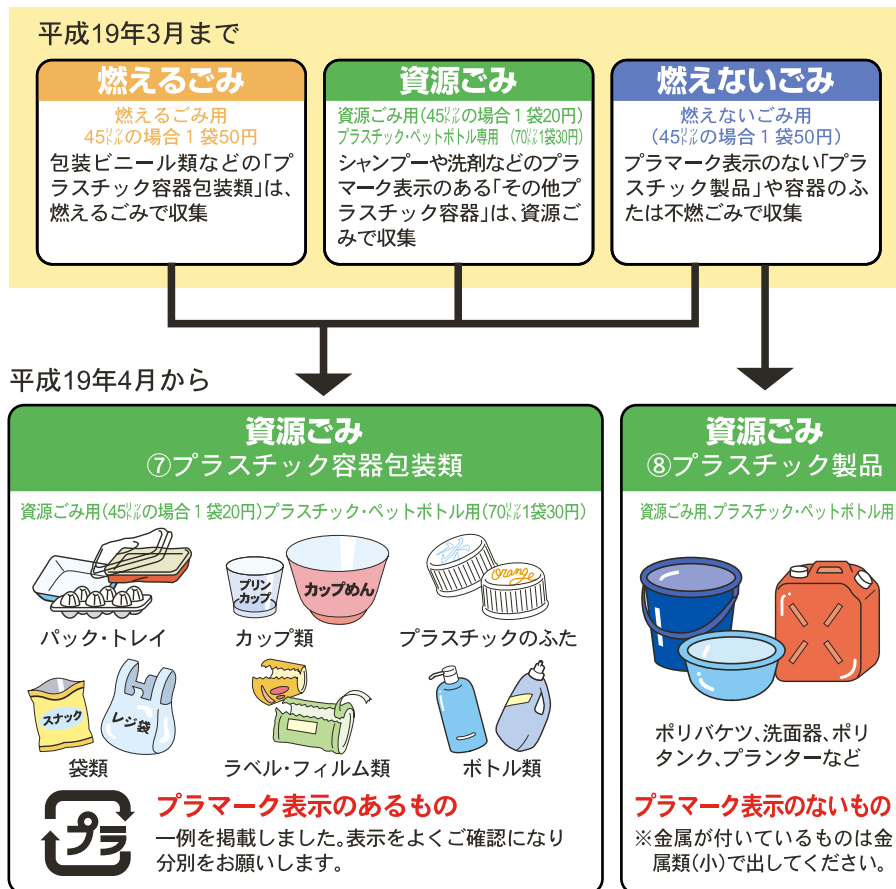 平成19年3月まで
燃えるごみ
燃えるごみ用
45㍑の場合1袋50円
包装ビニール類などの「プ
ラスチック容器包装類」は、
燃えるごみで収集
資源ごみ
資源ごみ用(45㍑の場合1袋20円)
プラスチック・ペットボトル専用 (70㍑1袋30円)
シャンプーや洗剤などのプラ
マーク表示のある「その他プ
ラスチック容器」は、資源ご
みで収集
燃えないごみ
燃えないごみ用
(45㍑の場合1袋50円)
プラマーク表示のない「プラ
スチック製品」や容器のふ
たは不燃ごみで収集
平成19年4月から
資源ごみ
⑦プラスチック容器包装類
資源ごみ用(45㍑の場合1袋20円)プラスチック・ペットボトル用(70㍑1袋30円)
プリン
カップ
カップめん
Orange
パック・トレイ
カップ類
プラスチックのふた
スナック
レジ袋
袋類
ラベル・フィルム類
ボトル類
プラ
プラマーク表示のあるもの
一例を掲載しました。表示をよくご確認になり
分別をお願いします。
資源ごみ
⑧プラスチック製品
資源ごみ用、プラスチック・ペットボトル用
ポリバケツ、洗面器、ポリ
タンク、プランターなど
プラマーク表示のないもの
※金属が付いているものは金
属類(小)で出してください。